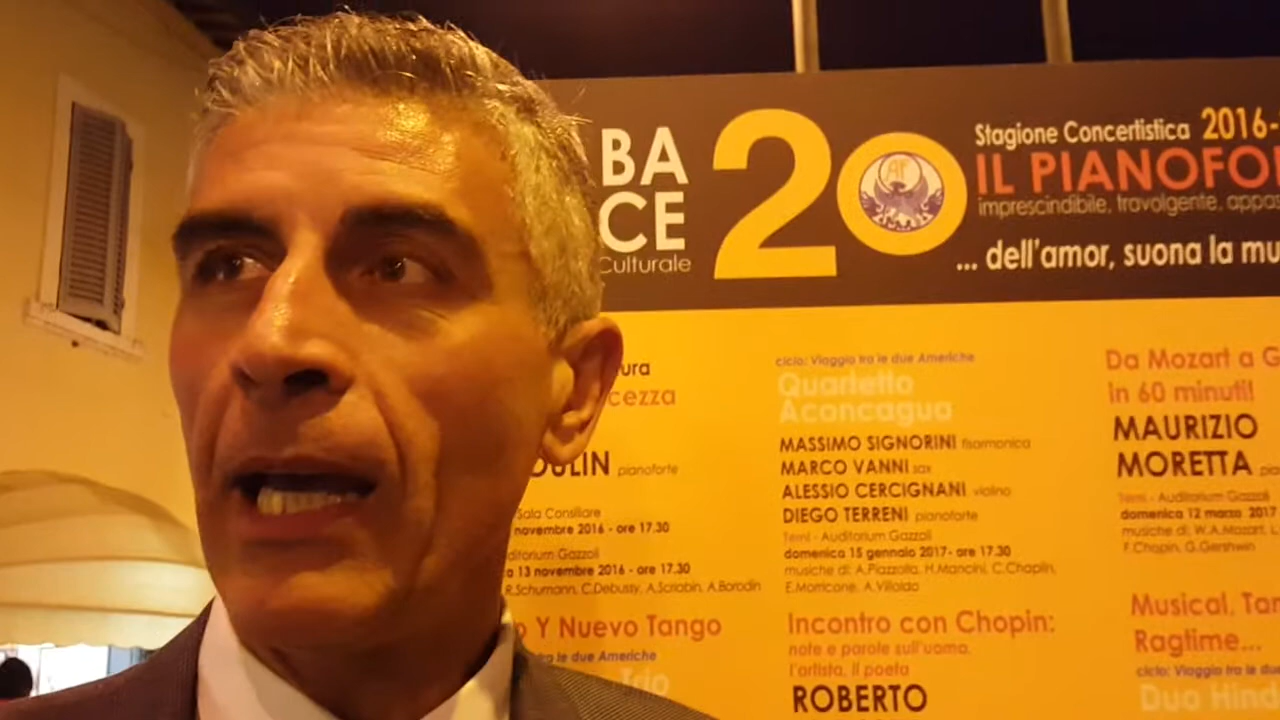 BA
CE
Culturale
20
AF
Stagione Concertistica 2016-
IL PIANOFO
imprescindibile, travolgente, appas
... dell'amor, suona la mu
ura
cezza
OULIN pianoforte
Sala Consiliare
novembre 2016 - ore 17.30
ditorium Gazzoli
a 13 novembre 2016 - ore 17.30
R.Schumann, C.Debussy, A.Scriabin, A.Borodin
o Y Nuevo Tango
tra le due Americhe
Trio
ciclo: Viaggio tra le due Americhe
Quartetto
Aconcagua
MASSIMO SIGNORINI fisarmonica
MARCO VANNI sax
ALESSIO CERCIGNANI violino
DIEGO TERRENI pianoforte
Terni - Auditorium Gazzoli
domenica 15 gennaio 2017- ore 17.30
musiche di: A.Piazzolla, H.Mancini, C.Chaplin,
E.Morricone, A.Villoldo
Incontro con Chopin:
note e parole sull'uomo,
l'artista, il poeta
ROBERTO
Da Mozart a G
in 60 minuti!
MAURIZIO
MORETTA pia
Terni - Auditorium Gazzoli
domenica 12 marzo 2017
musiche di: W.A.Mozart, L
F.Chopin, G.Gershwin
Musical, Tan
Ragtime...
ciclo: Viaggio tra le du
Duo Hind